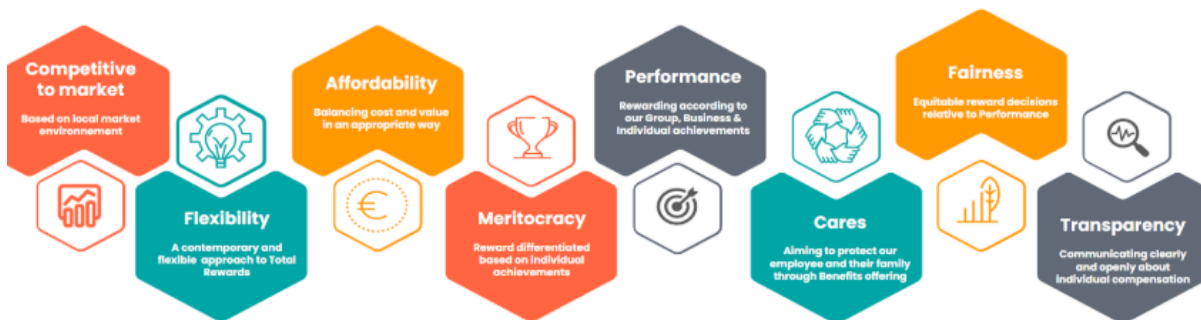 Competitive
to market
Based on local market
environnement
Flexibility
A contemporary and
flexible approach to Total
Rewards
Affordability
Balancing cost and value
in an appropriate way
€
Meritocracy
Reward differentiated
based on individual
achievements
Performance
Rewarding according to
our Group, Business &
Individual achievements
Cares
Aiming to protect our
employee and their family
through Benefits offering
Fairness
Equitable reward decisions
relative to Performance
Transparency
Communicating clearly
and openly about
individual compensation